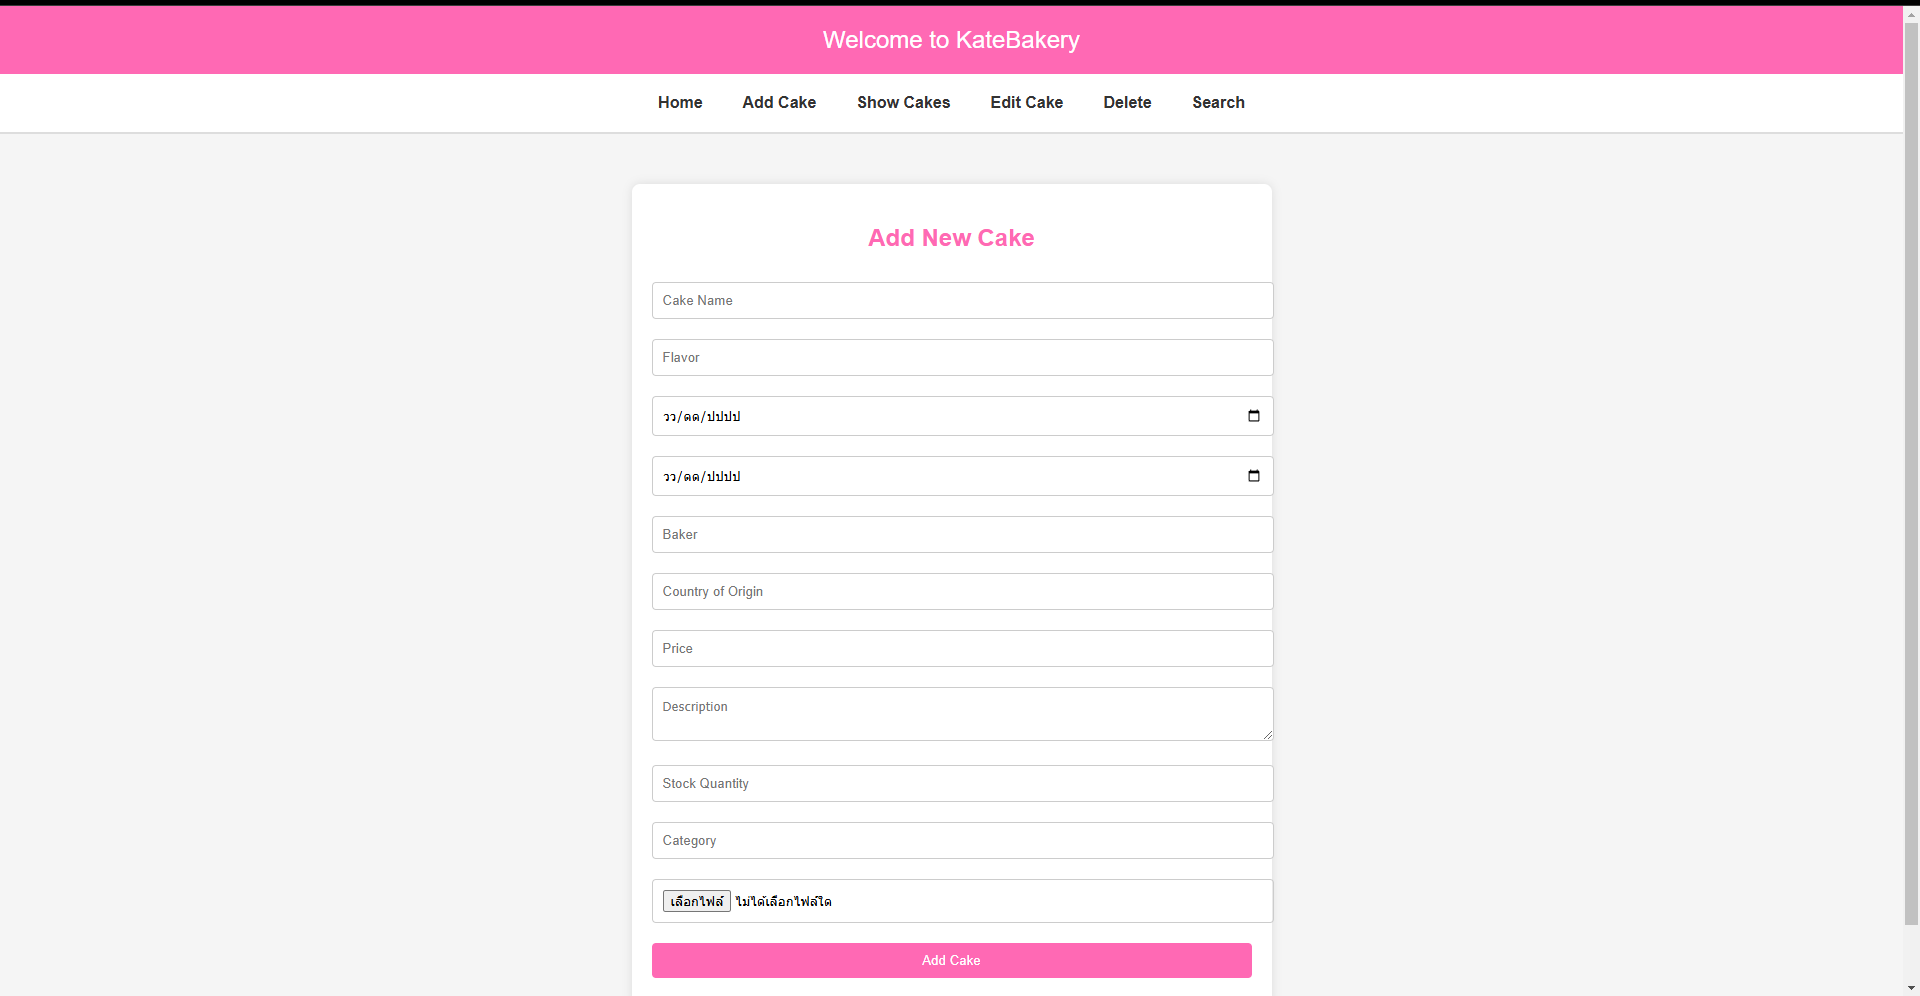 Welcome to KateBakery
Home Add Cake Show Cakes Edit Cake Delete Search
Add New Cake
Cake Name
Flavor
วว/ดด/ปปปป
วว/ดด/ปปปป
Baker
Country of Origin
Price
Description
Stock Quantity
Category
เลือกไฟล์ ไม่ได้เลือกไฟล์ใด
Add Cake